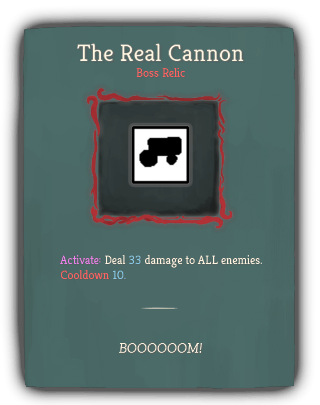 The Real Cannon
Boss Relic
Activate: Deal 33 damage to ALL enemies.
Cooldown 10.
BOOOOOOM!